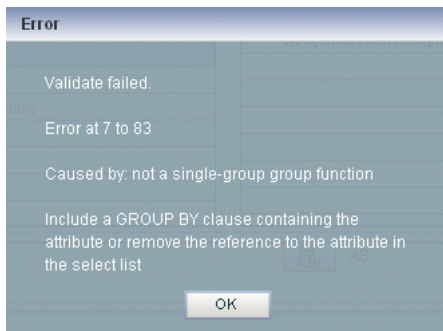 Error
Validate failed.
Error at 7 to 83
Caused by: not a single-group group function
Include a GROUP BY clause containing the
attribute or remove the reference to the attribute in
the select list
AS
OK